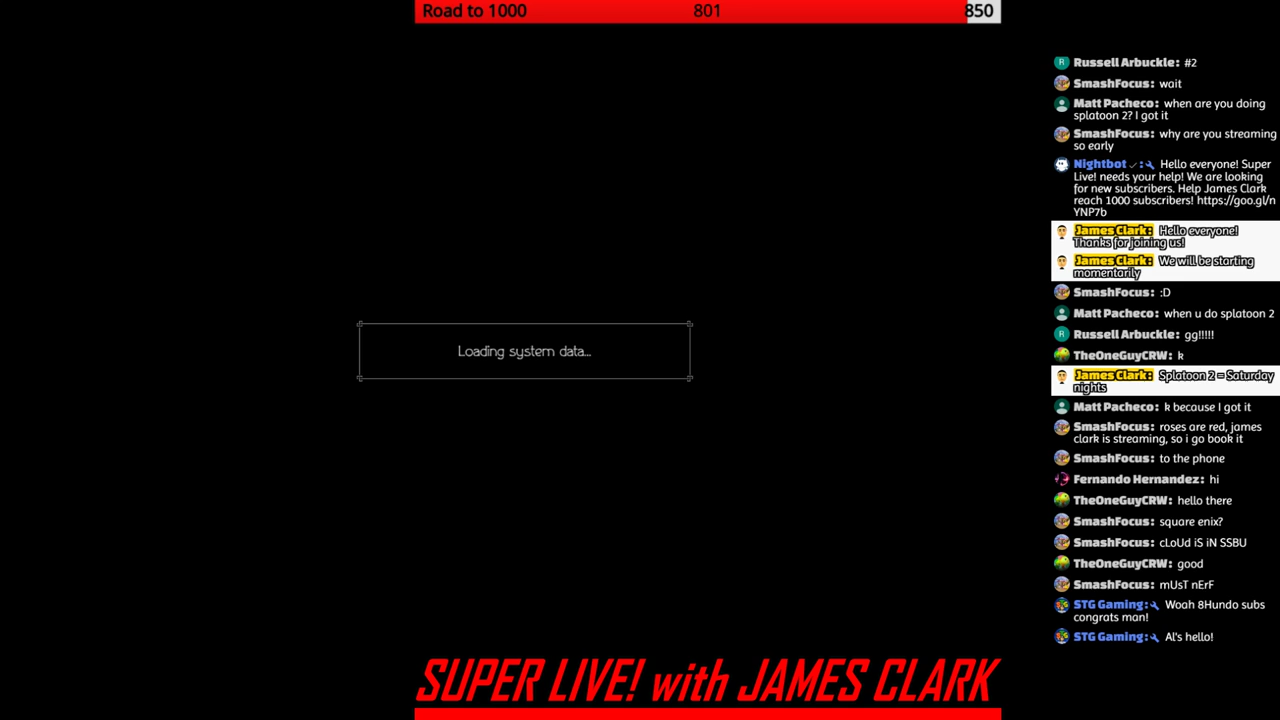 Road to 1000 801 850
Russell Arbuckle: #2
SmashFocus: wait
Matt Pacheco: when are you doing
splatoon 2? I got it
SmashFocus: why are you streaming
so early
Nightbot: Hello everyone! Super
Live! needs your help! We are looking
for new subscribers. Help James Clark
reach 1000 subscribers! https://goo.gl/n
YNP7b
James Clark: Hello everyone!
Thanks for joining us!
James Clark: We will be starting
momentarily
SmashFocus: :D
Matt Pacheco: when u do splatoon 2
Russell Arbuckle: gg!!!!!
Loading system data...
TheOneGuyCRW: k
James Clark: Splatoon 2 = Saturday
nights
Matt Pacheco: k because I got it
SmashFocus: roses are red, james
clark is streaming, so i go book it
SmashFocus: to the phone
Fernando Hernandez: hi
TheOneGuyCRW: hello there
SmashFocus: square enix?
SmashFocus: cLoUd iS iN SSBU
TheOneGuyCRW: good
SmashFocus: mUsT nErF
STG Gaming: Woah 8Hundo subs
congrats man!
STG Gaming: Al's hello!
SUPER LIVE! with JAMES CLARK